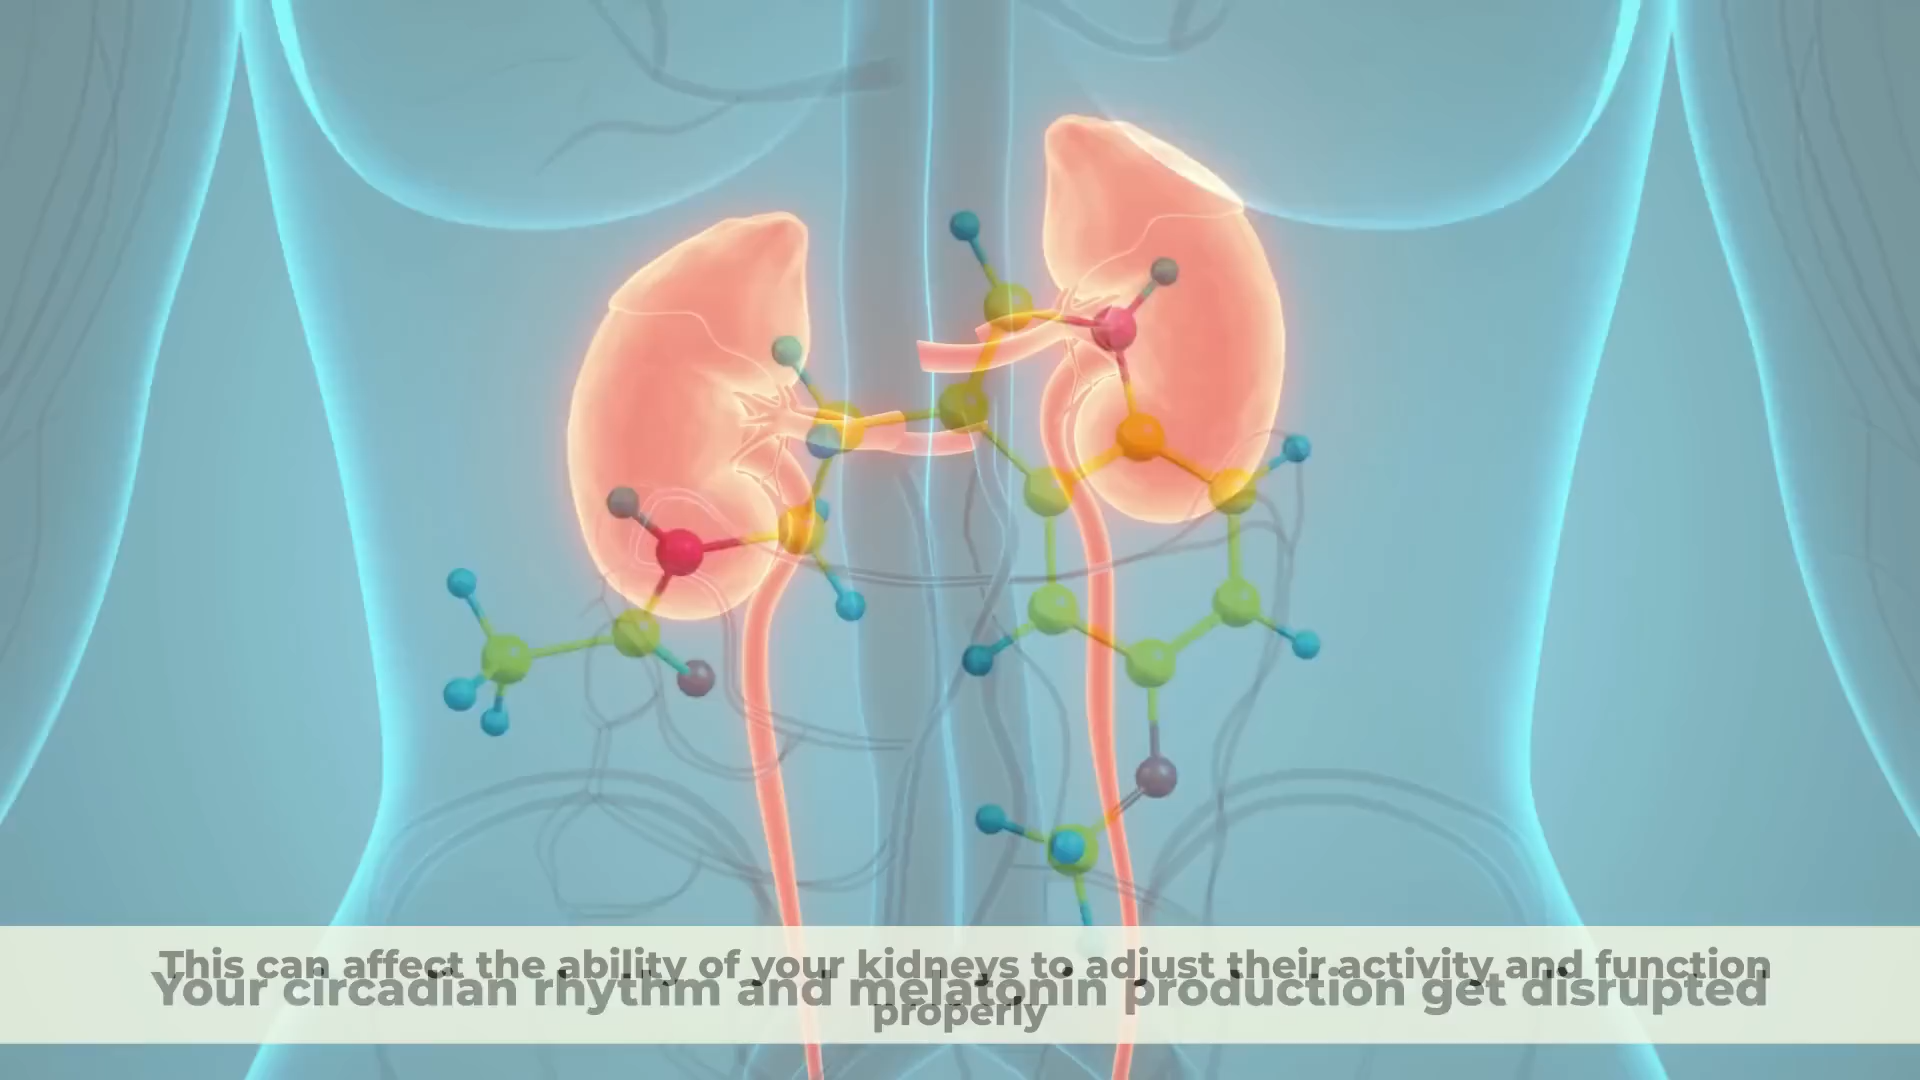 This can affect the ability of your kidneys to adjust their activity and function
properly
Your circadian rhythm and melatonin production get disrupted